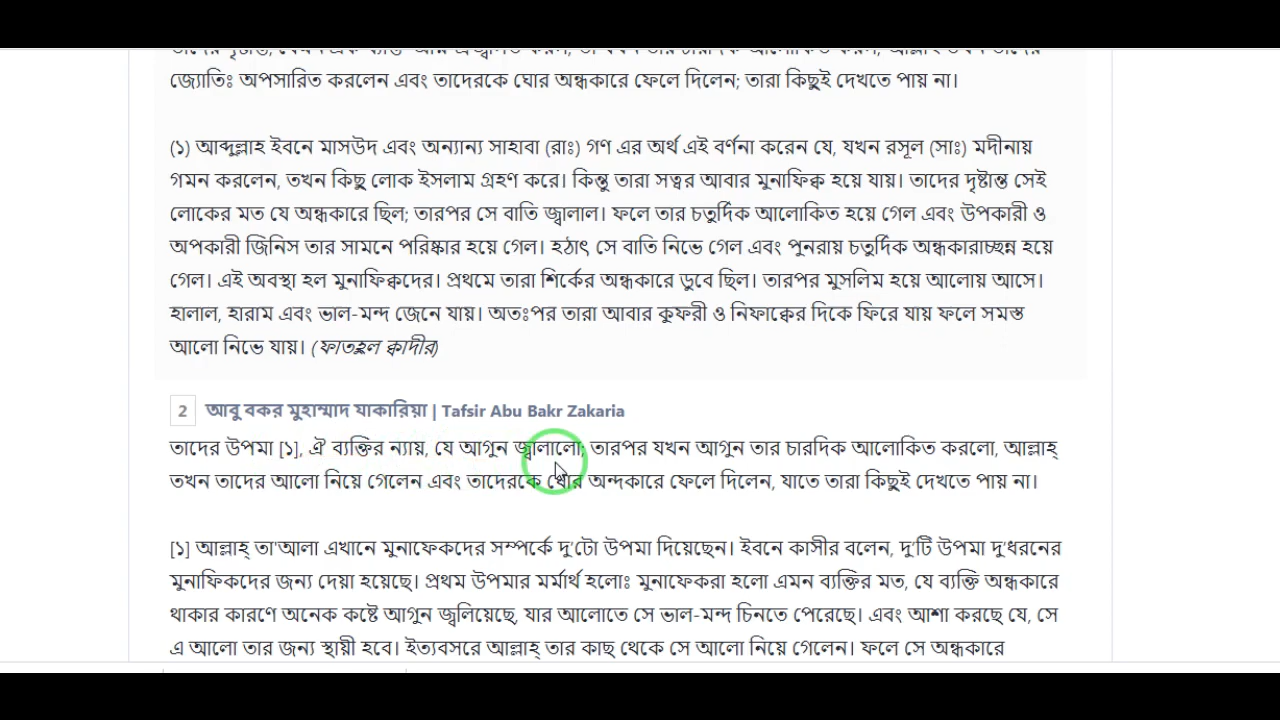 জ্যোতিঃ অপসারিত করলেন এবং তাদেরকে ঘোর অন্ধকারে ফেলে দিলেন; তারা কিছুই দেখতে পায় না।
(১) আব্দুল্লাহ ইবনে মাসউদ এবং অন্যান্য সাহাবা (রাঃ) গণ এর অর্থ এই বর্ণনা করেন যে, যখন রসূল (সাঃ) মদীনায়
গমন করলেন, তখন কিছু লোক ইসলাম গ্রহণ করে। কিন্তু তারা সত্বর আবার মুনাফিক্ব হয়ে যায়। তাদের দৃষ্টান্ত সেই
লোকের মত যে অন্ধকারে ছিল; তারপর সে বাতি জ্বালাল। ফলে তার চতুর্দিক আলোকিত হয়ে গেল এবং উপকারী ও
অপকারী জিনিস তার সামনে পরিষ্কার হয়ে গেল। হঠাৎ সে বাতি নিভে গেল এবং পুনরায় চতুর্দিক অন্ধকারাচ্ছন্ন হয়ে
গেল। এই অবস্থা হল মুনাফিক্বদের। প্রথমে তারা শির্কের অন্ধকারে ডুবে ছিল। তারপর মুসলিম হয়ে আলোয় আসে।
হালাল, হারাম এবং ভাল-মন্দ জেনে যায়। অতঃপর তারা আবার কুফরী ও নিফাক্বের দিকে ফিরে যায় ফলে সমস্ত
আলো নিভে যায়। (ফাতহুল ক্বাদীর)
2 আবু বকর মুহাম্মাদ যাকারিয়া | Tafsir Abu Bakr Zakaria
তাদের উপমা [১], ঐ ব্যক্তির ন্যায়, যে আগুন জ্বালালো; তারপর যখন আগুন তার চারদিক আলোকিত করলো, আল্লাহ্
তখন তাদের আলো নিয়ে গেলেন এবং তাদেরকে ঘোর অন্দকারে ফেলে দিলেন, যাতে তারা কিছুই দেখতে পায় না।
[১] আল্লাহ্ তা'আলা এখানে মুনাফেকদের সম্পর্কে দু'টো উপমা দিয়েছেন। ইবনে কাসীর বলেন, দু'টি উপমা দু'ধরনের
মুনাফিকদের জন্য দেয়া হয়েছে। প্রথম উপমার মর্মার্থ হলোঃ মুনাফেকরা হলো এমন ব্যক্তির মত, যে ব্যক্তি অন্ধকারে
থাকার কারণে অনেক কষ্টে আগুন জ্বলিয়েছে, যার আলোতে সে ভাল-মন্দ চিনতে পেরেছে। এবং আশা করছে যে, সে
এ আলো তার জন্য স্থায়ী হবে। ইত্যবসরে আল্লাহ্ তার কাছ থেকে সে আলো নিয়ে গেলেন। ফলে সে অন্ধকারে